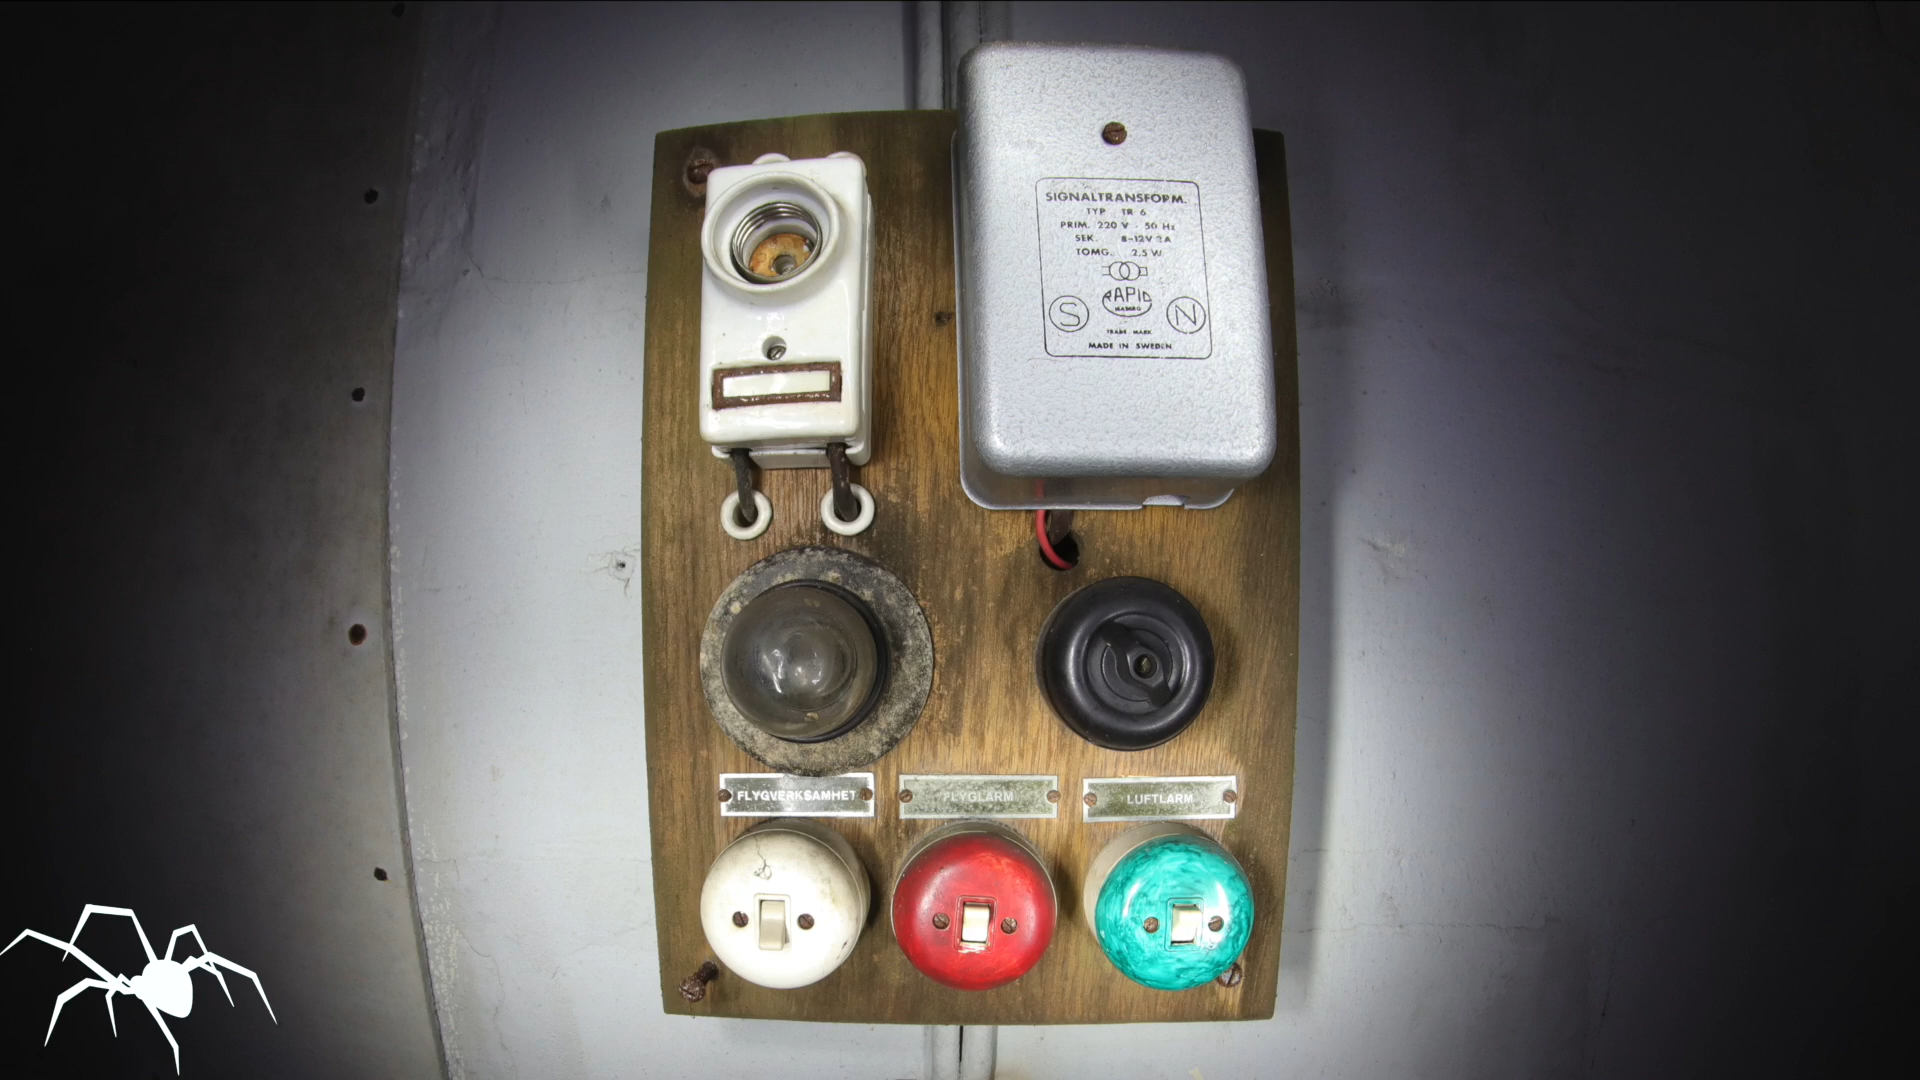 SIGNALTRANSFORM.
TYP TR 6
PRIM. 220 V - 50 Hz
SEK. 8-12V 2A
TOMG. 2,5 W
RAPID
S N
TRADE MARK
MADE IN SWEDEN
FLYGVERKSAMHET
FLYGLARM
LUFTLARM